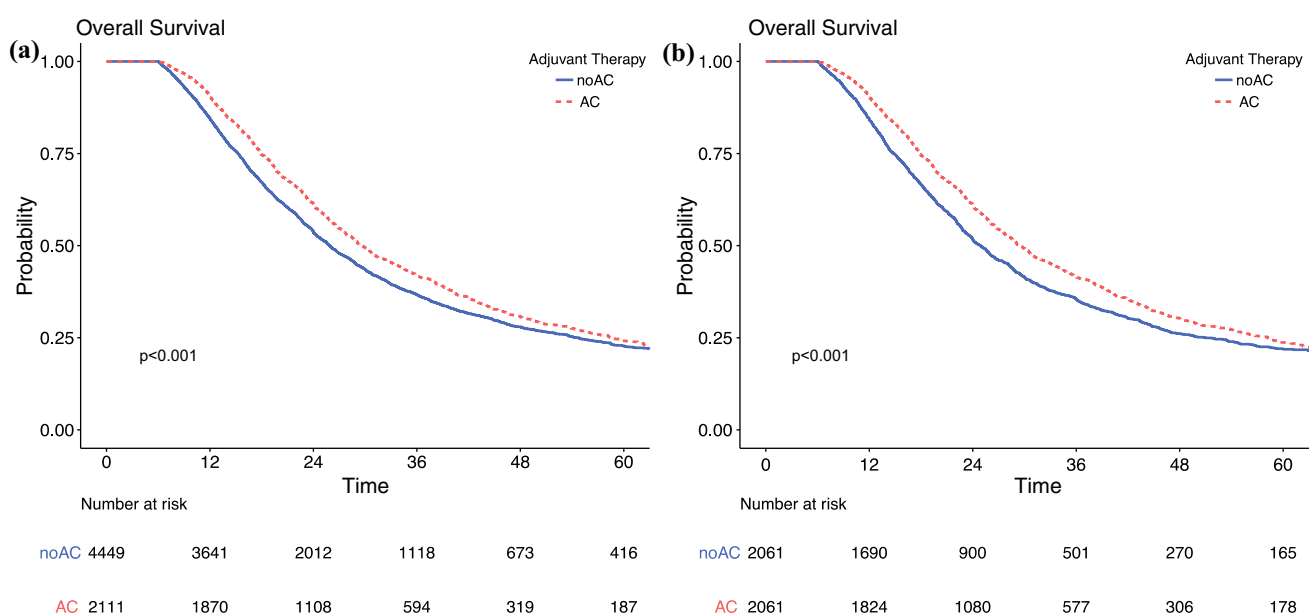 (a)
Overall Survival
Adjuvant Therapy
noAC
AC
Probability
1.00
0.75
0.50
0.25
0.00
p<0.001
0 12 24 36 48 60
Time
Number at risk
noAC 4449 3641 2012 1118 673 416
AC 2111 1870 1108 594 319 187
(b)
Overall Survival
Adjuvant Therapy
noAC
AC
Probability
1.00
0.75
0.50
0.25
0.00
p<0.001
0 12 24 36 48 60
Time
Number at risk
noAC 2061 1690 900 501 270 165
AC 2061 1824 1080 577 306 178